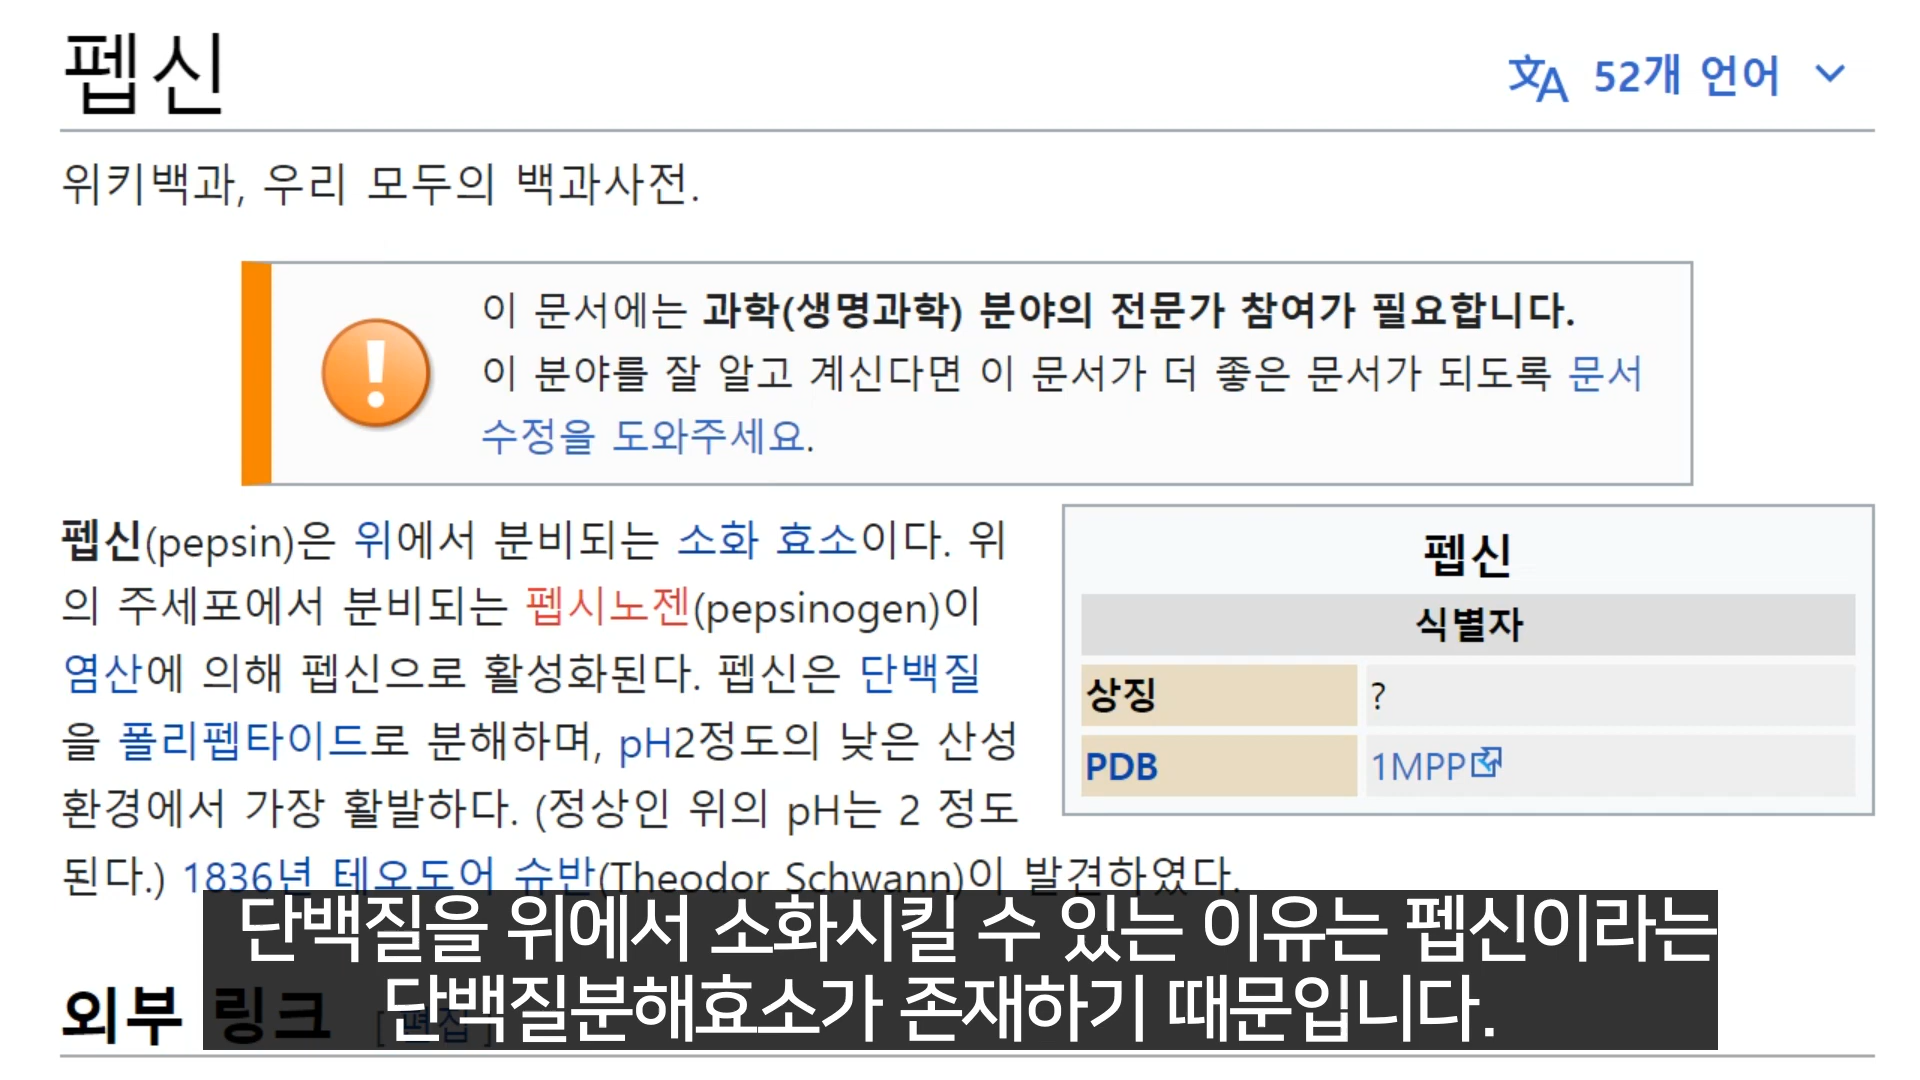 펩신
52개 언어
위키백과, 우리 모두의 백과사전.
이 문서에는 과학(생명과학) 분야의 전문가 참여가 필요합니다.
이 분야를 잘 알고 계신다면 이 문서가 더 좋은 문서가 되도록 문서
수정을 도와주세요.
펩신(pepsin)은 위에서 분비되는 소화 효소이다. 위
의 주세포에서 분비되는 펩시노젠(pepsinogen)이
염산에 의해 펩신으로 활성화된다. 펩신은 단백질
을 폴리펩타이드로 분해하며, pH2정도의 낮은 산성
환경에서 가장 활발하다. (정상인 위의 pH는 2 정도
된다.) 1836년 테오도어 슈반(Theodor Schwann)이 발견하였다.
펩신
식별자
상징 ?
PDB 1MPP
외부 링크 [ 편집 ]
단백질을 위에서 소화시킬 수 있는 이유는 펩신이라는
단백질분해효소가 존재하기 때문입니다.